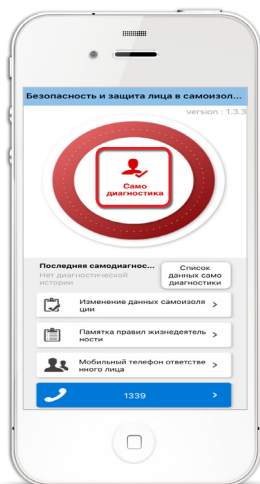 Безопасность и защита лица в самоизол...
version : 1.3.3
Само
диагностика
Последняя самодиагнос...
Нет диагностической
истории
Список
данных само
диагностики
Изменение данных самоизоля
ции
Памятка правил жизнедеятель
ности
Мобильный телефон ответстве
нного лица
1339